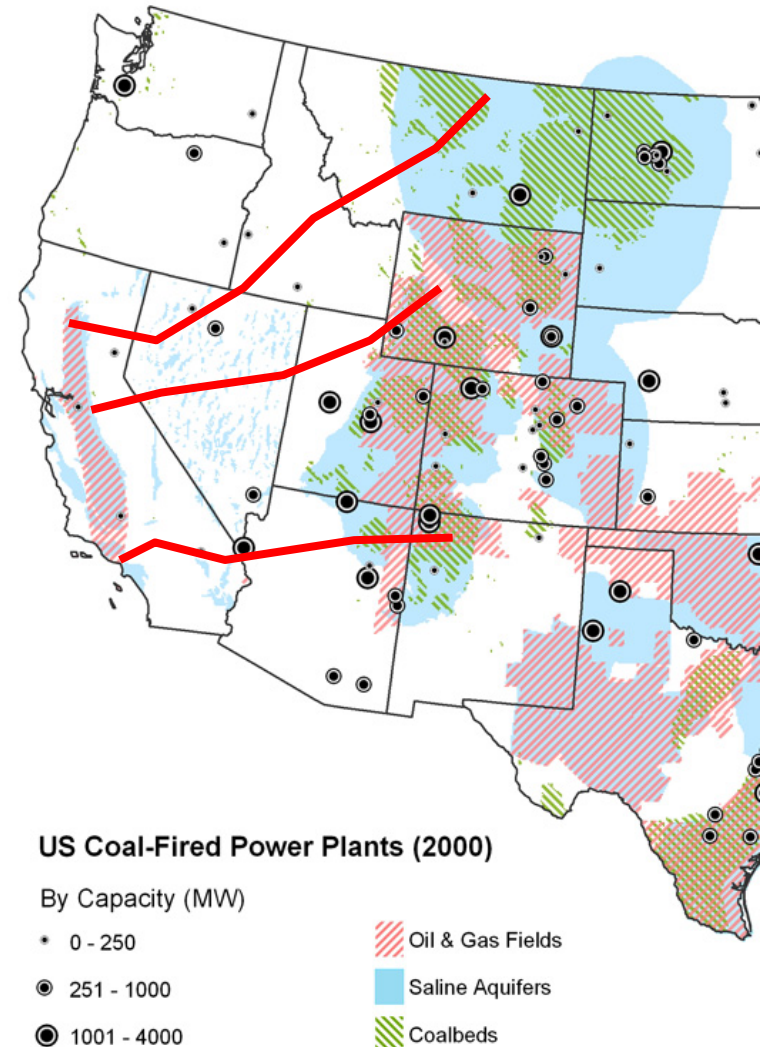 US Coal-Fired Power Plants (2000)
By Capacity (MW)
0 - 250
251 - 1000
1001 - 4000
Oil & Gas Fields
Saline Aquifers
Coalbeds